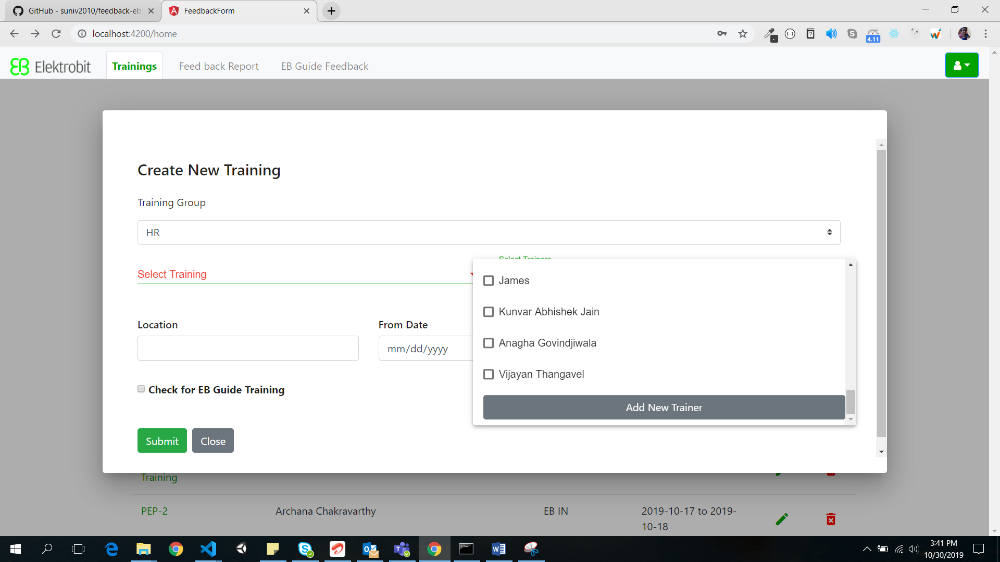 GitHub - suniv2010/feedback-eb
FeedbackForm
localhost:4200/home
4.11
EB Elektrobit
Trainings
Feed back Report
EB Guide Feedback
Create New Training
Training Group
HR
Select Training
Select Trainers
James
Kunvar Abhishek Jain
Anagha Govindjiwala
Vijayan Thangavel
Add New Trainer
Location
From Date
mm/dd/yyyy
Check for EB Guide Training
Submit
Close
Training
PEP-2
Archana Chakravarthy
EB IN
2019-10-17 to 2019-
10-18
3:41 PM
10/30/2019